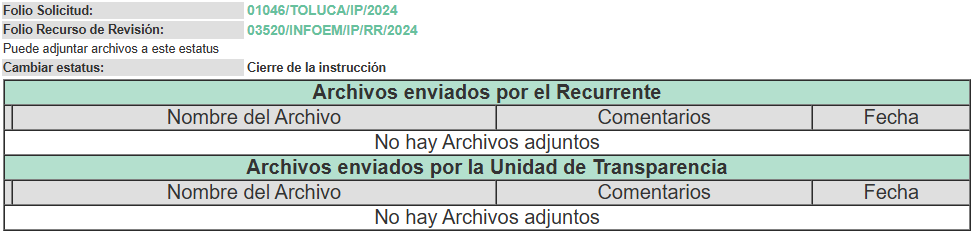 Folio Solicitud: 01046/TOLUCA/IP/2024
Folio Recurso de Revisión: 03520/INFOEM/IP/RR/2024
Puede adjuntar archivos a este estatus
Cambiar estatus: Cierre de la instrucción
Archivos enviados por el Recurrente
Nombre del Archivo Comentarios Fecha
No hay Archivos adjuntos
Archivos enviados por la Unidad de Transparencia
Nombre del Archivo Comentarios Fecha
No hay Archivos adjuntos